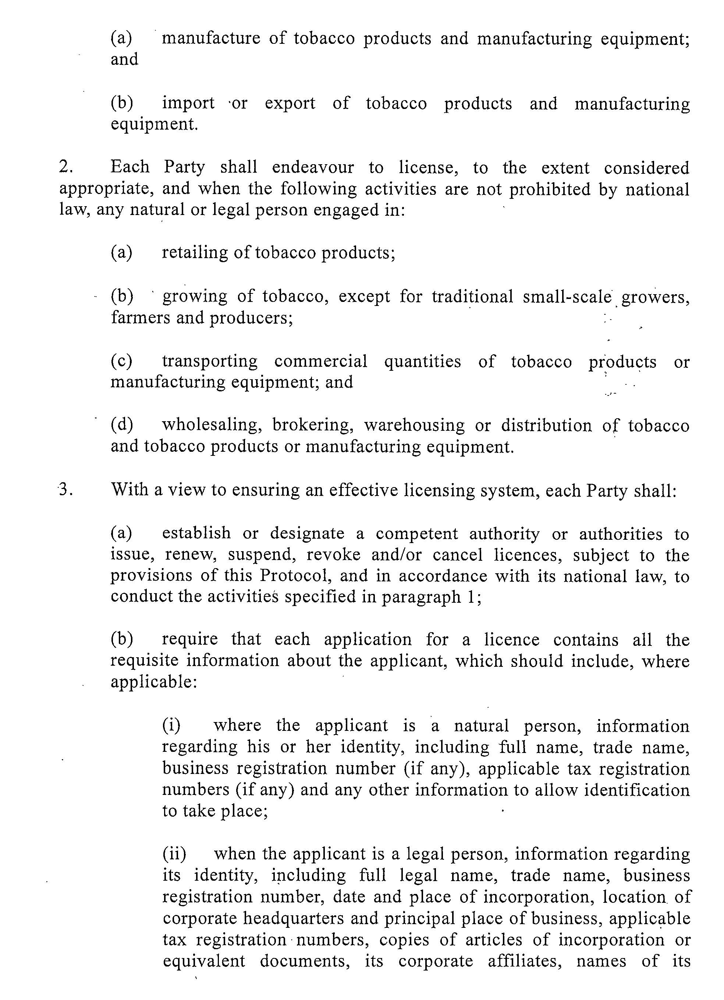 (a) manufacture of tobacco products and manufacturing equipment;
and
(b) import or export of tobacco products and manufacturing
equipment.
2. Each Party shall endeavour to license, to the extent considered
appropriate, and when the following activities are not prohibited by national
law, any natural or legal person engaged in:
(a) retailing of tobacco products;
(b) growing of tobacco, except for traditional small-scale growers,
farmers and producers;
(c) transporting commercial quantities of tobacco products or
manufacturing equipment; and
(d) wholesaling, brokering, warehousing or distribution of tobacco
and tobacco products or manufacturing equipment.
3. With a view to ensuring an effective licensing system, each Party shall:
(a) establish or designate a competent authority or authorities to
issue, renew, suspend, revoke and/or cancel licences, subject to the
provisions of this Protocol, and in accordance with its national law, to
conduct the activities specified in paragraph 1;
(b) require that each application for a licence contains all the
requisite information about the applicant, which should include, where
applicable:
(i) where the applicant is a natural person, information
regarding his or her identity, including full name, trade name,
business registration number (if any), applicable tax registration
numbers (if any) and any other information to allow identification
to take place;
(ii) when the applicant is a legal person, information regarding
its identity, including full legal name, trade name, business
registration number, date and place of incorporation, location of
corporate headquarters and principal place of business, applicable
tax registration numbers, copies of articles of incorporation or
equivalent documents, its corporate affiliates, names of its